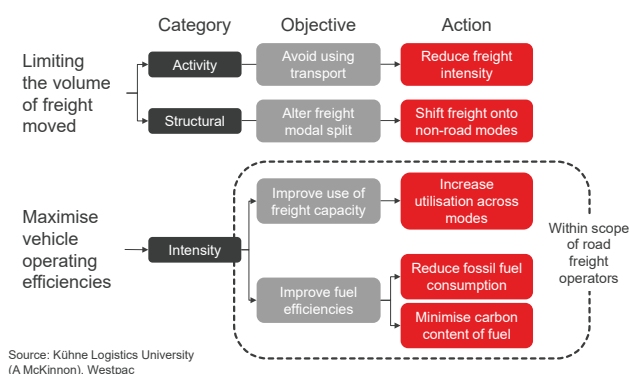 Category
Objective
Action
Limiting
the volume
of freight
moved
Activity
Avoid using
transport
Reduce freight
intensity
Structural
Alter freight
modal split
Shift freight onto
non-road modes
Maximise
vehicle
operating
efficiencies
Intensity
Improve use of
freight capacity
Increase
utilisation across
modes
Improve fuel
efficiencies
Reduce fossil fuel
consumption
Minimise carbon
content of fuel
Within scope
of road
freight
operators
Source: Kühne Logistics University
(A McKinnon), Westpac